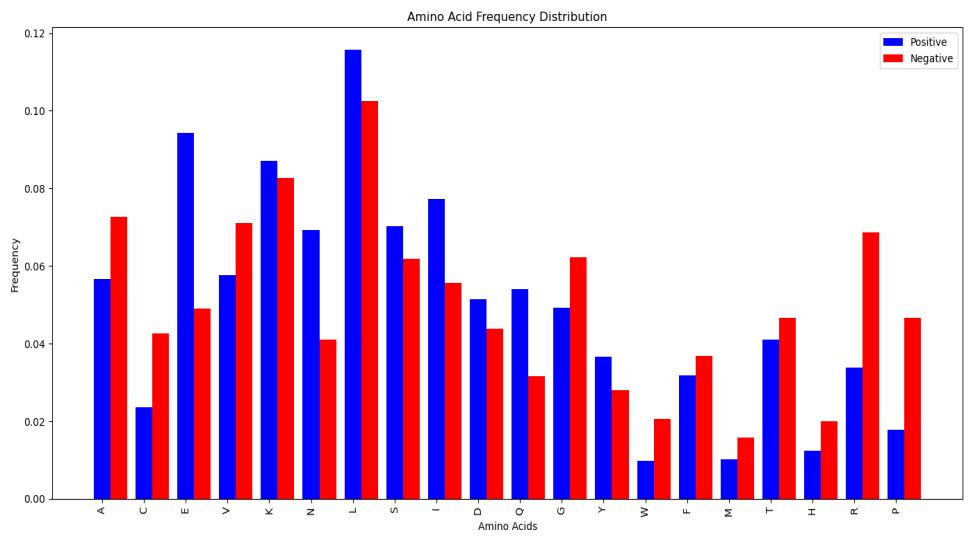 Amino Acid Frequency Distribution
Positive
Negative
0.12
0.10
0.08
0.06
0.04
0.02
0.00
Frequency
A C E V K N L S I D Q G Y W F M T H R P
Amino Acids